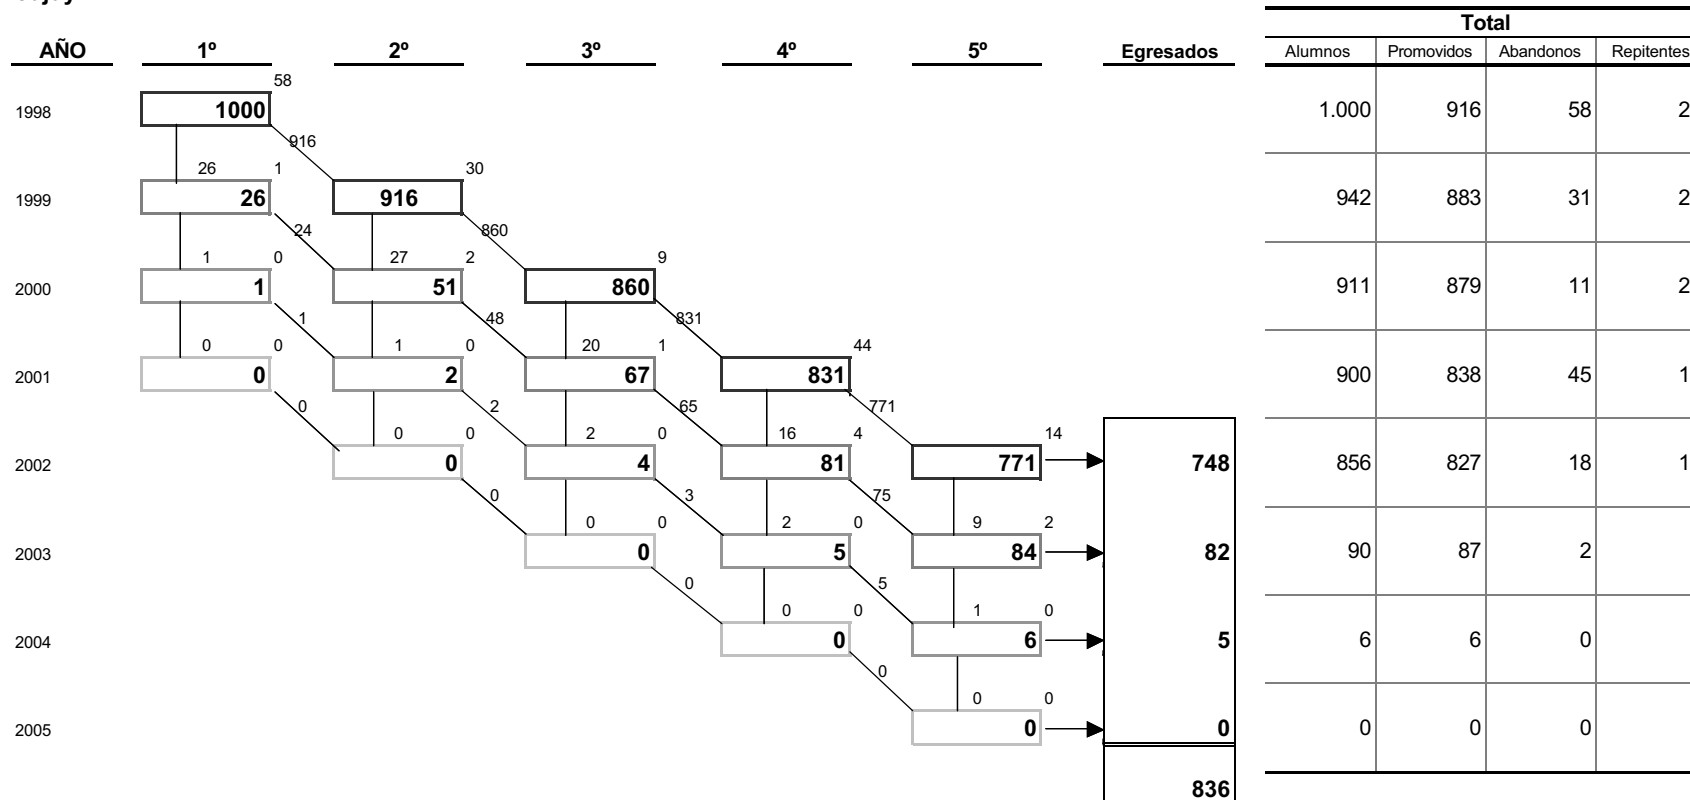 Total
AÑO 1º 2º 3º 4º 5º Egresados Alumnos Promovidos Abandonos Repitentes
58
1998 1000 1.000 916 58 2
916
26 1 30
1999 26 916 942 883 31 2
24 860
1 0 27 2 9
2000 1 51 860 911 879 11 2
1 48 831
0 0 1 0 20 1 44
2001 0 2 67 831 900 838 45 1
0 2 65 771
0 0 2 0 16 4 14
2002 0 4 81 771 748 856 827 18 1
0 3 75
0 0 2 0 9 2
2003 0 5 84 82 90 87 2
0 5
0 0 1 0
2004 0 6 5 6 6 0
0
0 0
2005 0 0 0 0 0
836